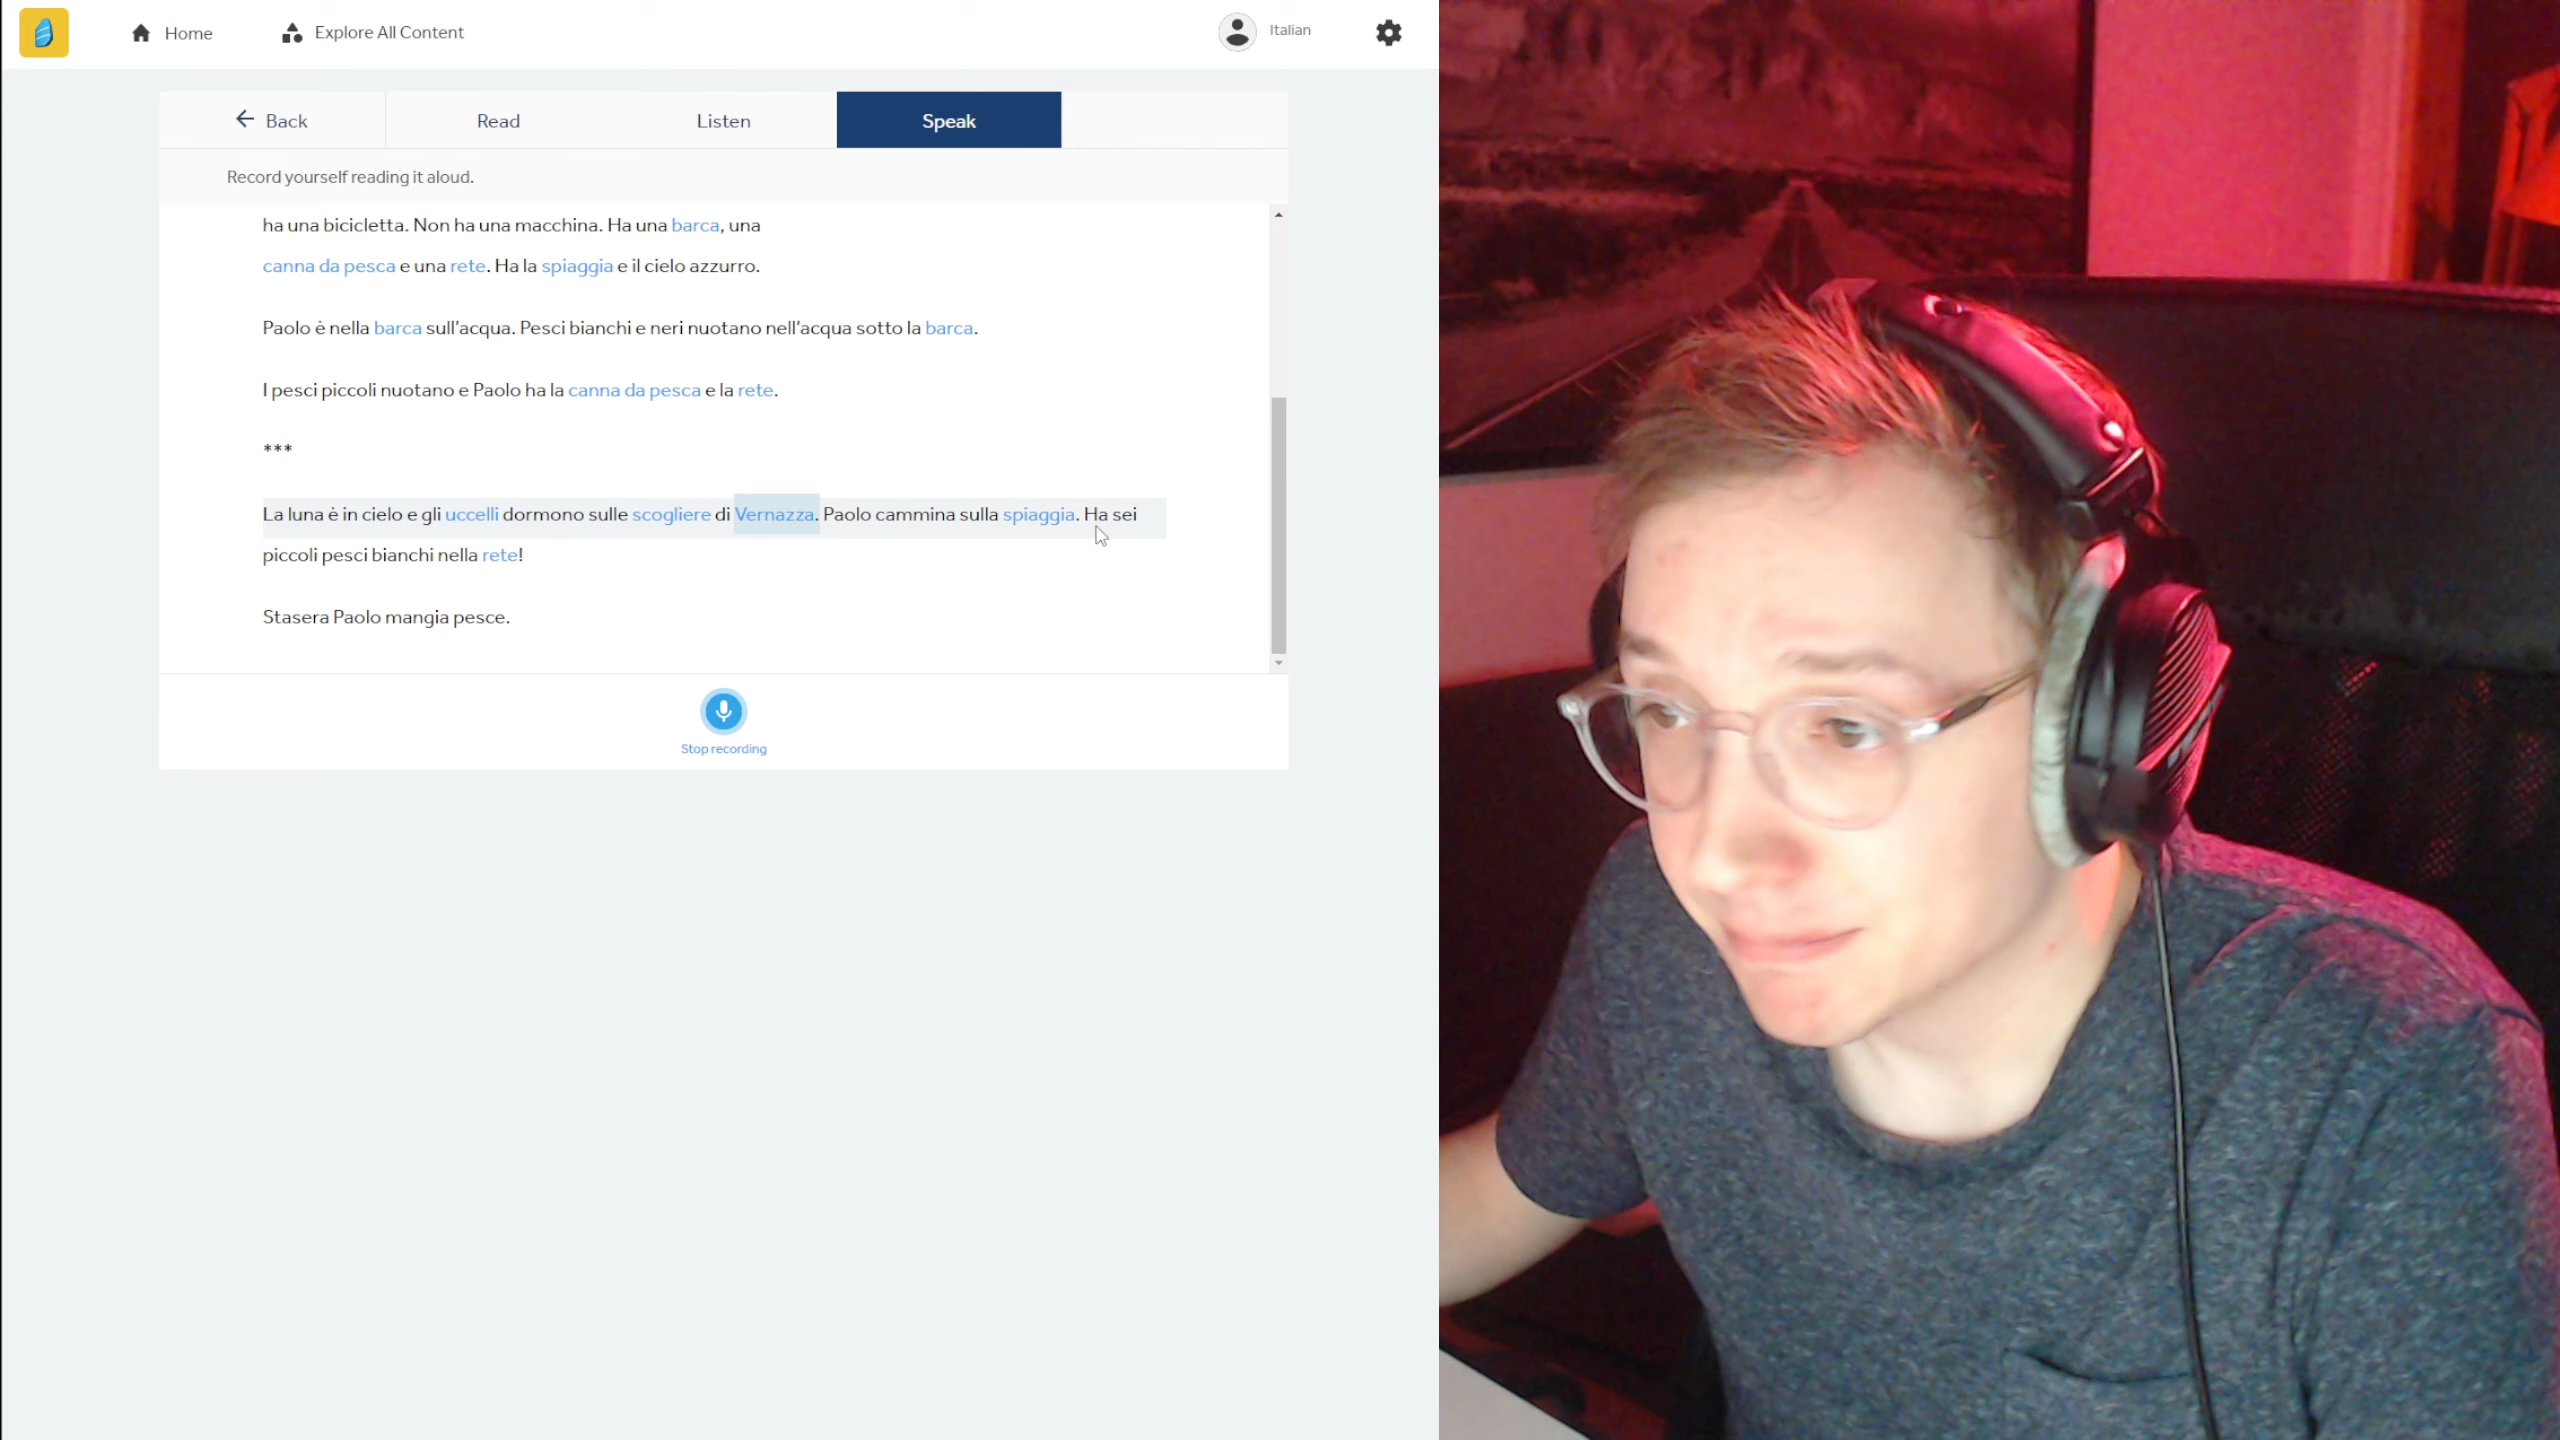 Home
Explore All Content
Italian
Back
Read
Listen
Speak
Record yourself reading it aloud.
ha una bicicletta. Non ha una macchina. Ha una barca, una
canna da pesca e una rete. Ha la spiaggia e il cielo azzurro.
Paolo è nella barca sull'acqua. Pesci bianchi e neri nuotano nell'acqua sotto la barca.
I pesci piccoli nuotano e Paolo ha la canna da pesca e la rete.
***
La luna è in cielo e gli uccelli dormono sulle scogliere di Vernazza. Paolo cammina sulla spiaggia. Ha sei
piccoli pesci bianchi nella rete!
Stasera Paolo mangia pesce.
Stop recording